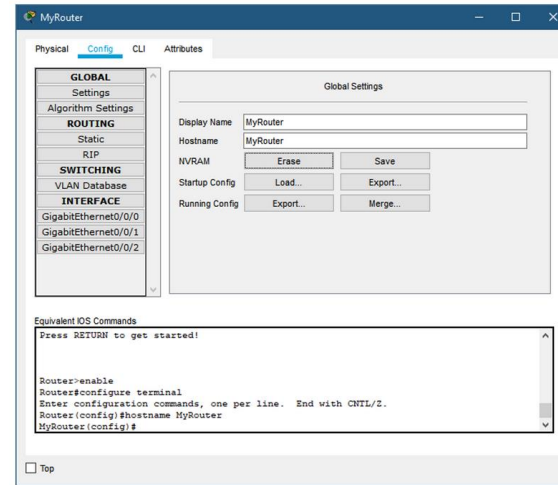 MyRouter
Physical Config CLI Attributes
GLOBAL
Settings
Algorithm Settings
ROUTING
Static
RIP
SWITCHING
VLAN Database
INTERFACE
GigabitEthernet0/0/0
GigabitEthernet0/0/1
GigabitEthernet0/0/2
Global Settings
Display Name MyRouter
Hostname MyRouter
NVRAM Erase Save
Startup Config Load... Export...
Running Config Export... Merge...
Equivalent IOS Commands
Press RETURN to get started!
Router>enable
Router#configure terminal
Enter configuration commands, one per line. End with CNTL/Z.
Router(config)#hostname MyRouter
MyRouter(config)#
Top